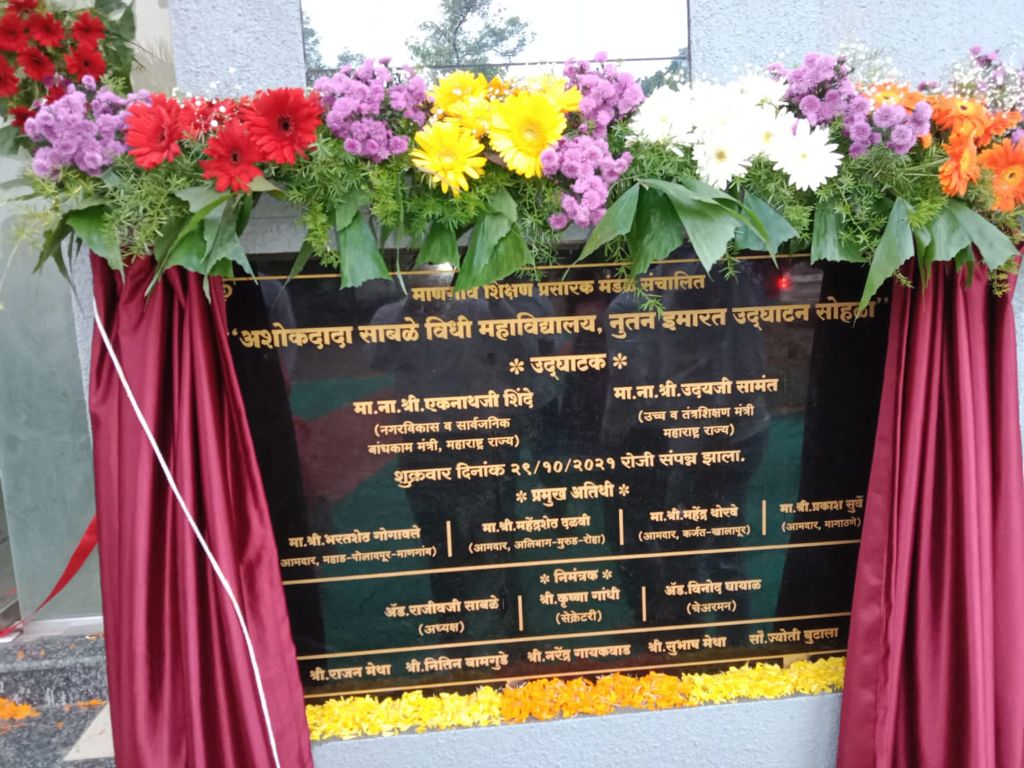 माणगांव शिक्षण प्रसारक मंडळ संचालित
“अशोकदादा साबळे विधी महाविद्यालय, नुतन इमारत उद्‌घाटन सोहळा”
* उद्‌घाटक *
मा.ना.श्री.एकनाथजी शिंदे
(नगरविकास व सार्वजनिक
बांधकाम मंत्री, महाराष्ट्र राज्य)
मा.ना.श्री.उदयजी सामंत
(उच्च व तंत्रशिक्षण मंत्री
महाराष्ट्र राज्य)
शुक्रवार दिनांक २९/१०/२०२१ रोजी संपन्न झाला.
* प्रमुख अतिथी *
मा.श्री.भरतशेठ गोगावले
(आमदार, महाड-पोलादपूर-माणगांव)
मा.श्री.महेंद्रशेठ दळवी
(आमदार, अलिबाग-मुरुड-रोहा)
मा.श्री.महेंद्र थोरवे
(आमदार, कर्जत-खालापूर)
मा.श्री.प्रकाश सुर्वे
(आमदार, मागाठणे)
* निमंत्रक *
ॲड.राजीवजी साबळे
(अध्यक्ष)
श्री.कृष्णा गांधी
(सेक्रेटरी)
ॲड.विनोद घायाळ
(चेअरमन)
श्री.राजन मेथा श्री.नितिन बामगुडे श्री.नरेंद्र गायकवाड श्री.सुभाष मेथा सौ.ज्योती बुटाला